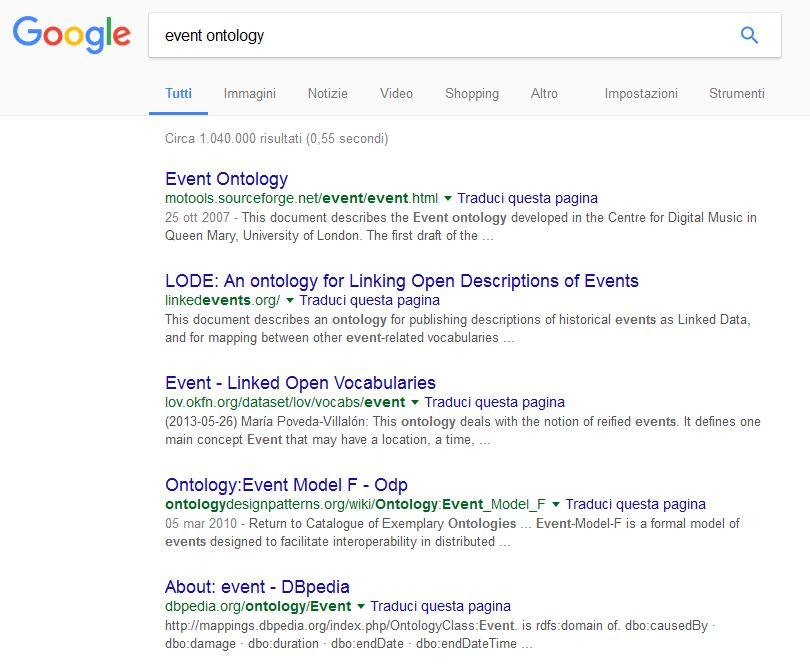 Google
event ontology
Tutti Immagini Notizie Video Shopping Altro Impostazioni Strumenti
Circa 1.040.000 risultati (0,55 secondi)
Event Ontology
motools.sourceforge.net/event/event.html Traduci questa pagina
25 ott 2007 - This document describes the Event ontology developed in the Centre for Digital Music in
Queen Mary, University of London. The first draft of the ...
LODE: An ontology for Linking Open Descriptions of Events
linkedevents.org/ Traduci questa pagina
This document describes an ontology for publishing descriptions of historical events as Linked Data,
and for mapping between other event-related vocabularies ...
Event - Linked Open Vocabularies
lov.okfn.org/dataset/lov/vocabs/event Traduci questa pagina
(2013-05-26) María Poveda-Villalón: This ontology deals with the notion of reified events. It defines one
main concept Event that may have a location, a time, ...
Ontology:Event Model F - Odp
ontologydesignpatterns.org/wiki/Ontology:Event_Model_F Traduci questa pagina
05 mar 2010 - Return to Catalogue of Exemplary Ontologies ... Event-Model-F is a formal model of
events designed to facilitate interoperability in distributed ...
About: event - DBpedia
dbpedia.org/ontology/Event Traduci questa pagina
http://mappings.dbpedia.org/index.php/OntologyClass:Event. is rdfs:domain of. dbo:causedBy ·
dbo:damage · dbo:duration · dbo:endDate · dbo:endDateTime ...